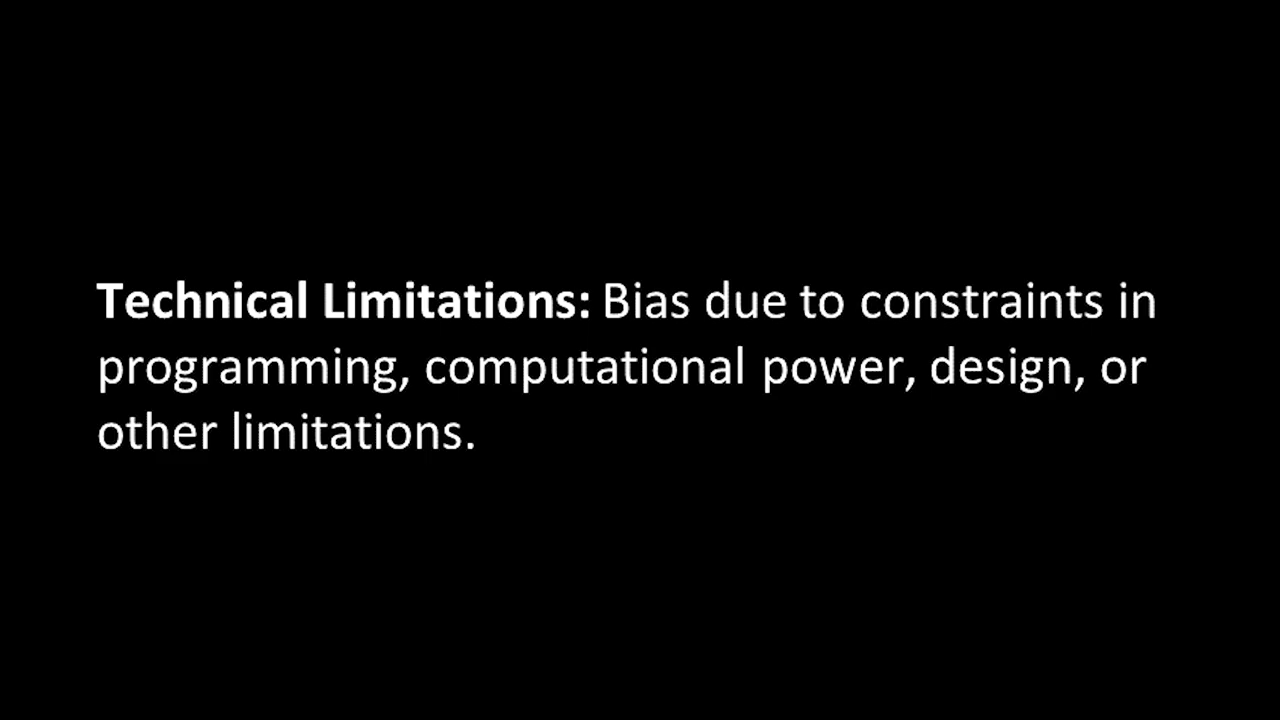 Technical Limitations: Bias due to constraints in
programming, computational power, design, or
other limitations.